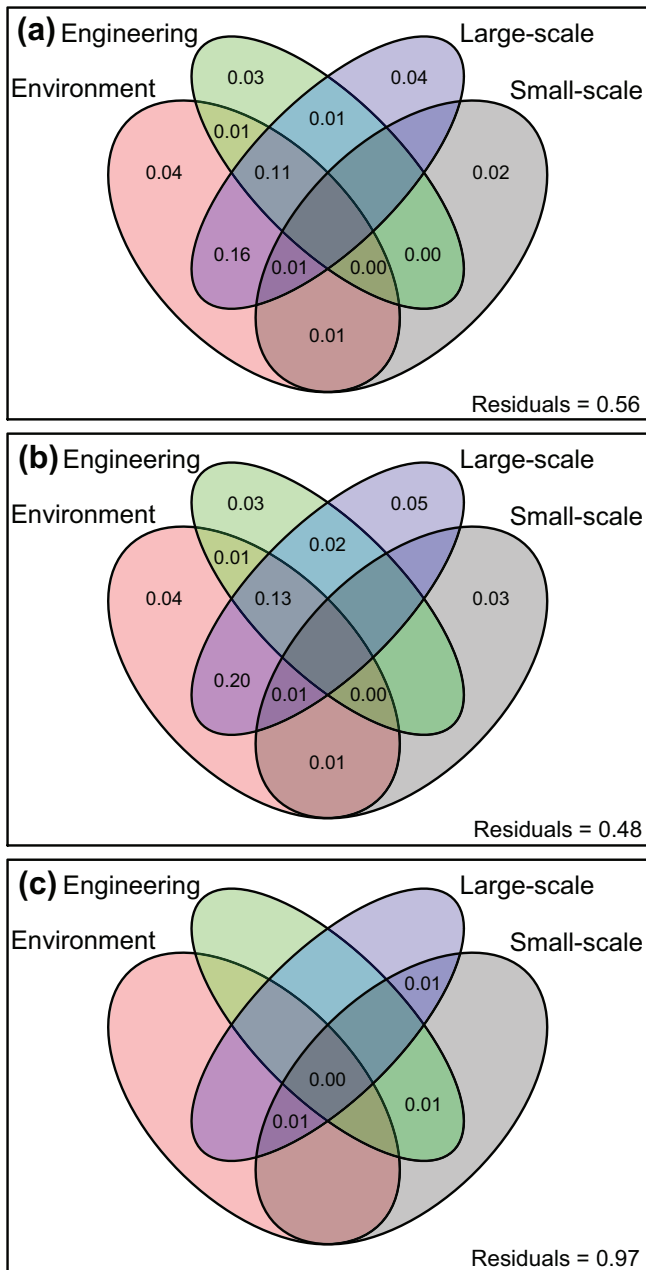 (a) Engineering Large-scale
Environment Small-scale
0.03 0.04
0.01 0.01
0.04 0.11 0.02
0.16 0.01 0.00 0.00
0.01
Residuals = 0.56
(b) Engineering Large-scale
Environment Small-scale
0.03 0.05
0.01 0.02
0.04 0.13 0.03
0.20 0.01 0.00
0.01
Residuals = 0.48
(c) Engineering Large-scale
Environment Small-scale
0.01
0.00
0.01 0.01
Residuals = 0.97